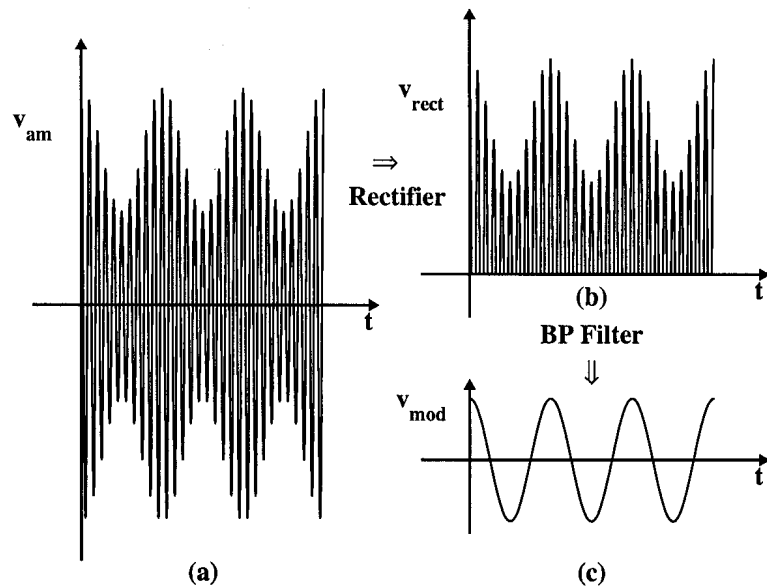 v_am
t
(a)
⇒
Rectifier
v_rect
t
(b)
BP Filter
⇓
v_mod
t
(c)